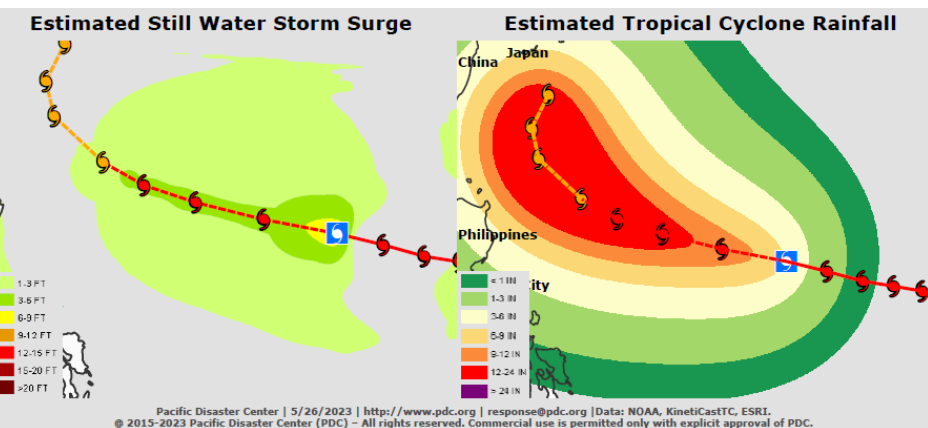 Estimated Still Water Storm Surge
1-3 FT
3-6 FT
6-9 FT
9-12 FT
12-15 FT
15-20 FT
>20 FT
Estimated Tropical Cyclone Rainfall
China
Japan
Philippines
City
< 1 IN
1-3 IN
3-6 IN
6-9 IN
9-12 IN
12-24 IN
> 24 IN
Pacific Disaster Center | 5/26/2023 | http://www.pdc.org | response@pdc.org |Data: NOAA, KinetiCastTC, ESRI.
© 2015-2023 Pacific Disaster Center (PDC) – All rights reserved. Commercial use is permitted only with explicit approval of PDC.